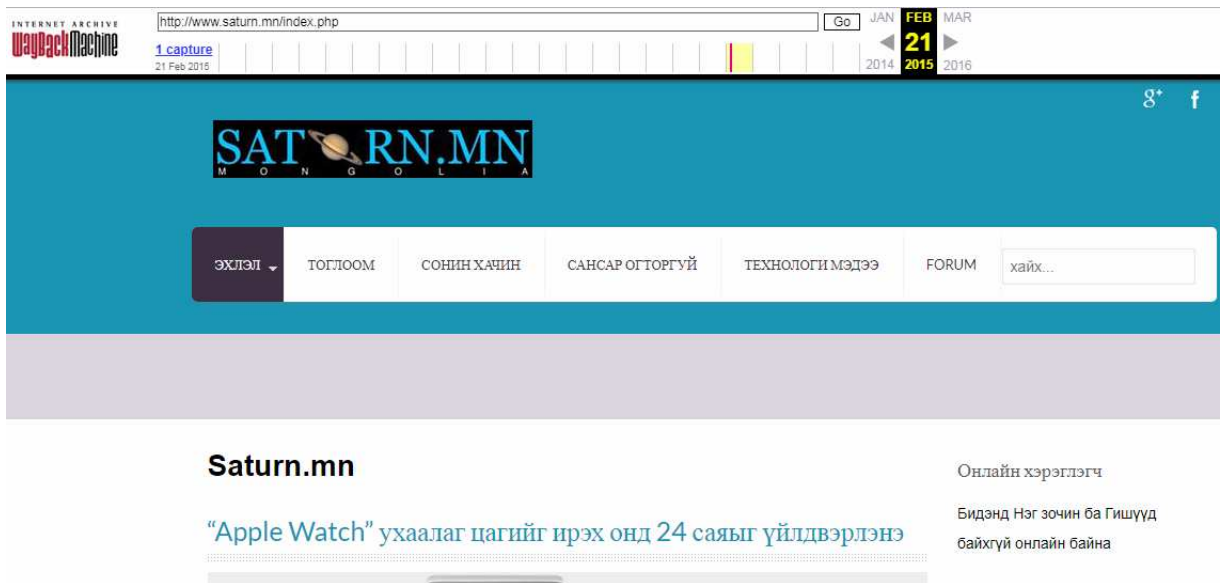 INTERNET ARCHIVE
WayBackMachine
http://www.saturn.mn/index.php
Go
JAN FEB MAR
1 capture
21
21 Feb 2015
2014 2015 2016
g+ f
SATURN.MN
MONGOLIA
ЭХЛЭЛ ТОГЛООМ СОНИН ХАЧИН САНСАР ОГТОРГУЙ ТЕХНОЛОГИ МЭДЭЭ FORUM хайх...
Saturn.mn
Онлайн хэрэглэгч
“Apple Watch” ухаалаг цагийг ирэх онд 24 саяыг үйлдвэрлэнэ
Бидэнд Нэг зочин ба Гишүүд
байхгүй онлайн байна